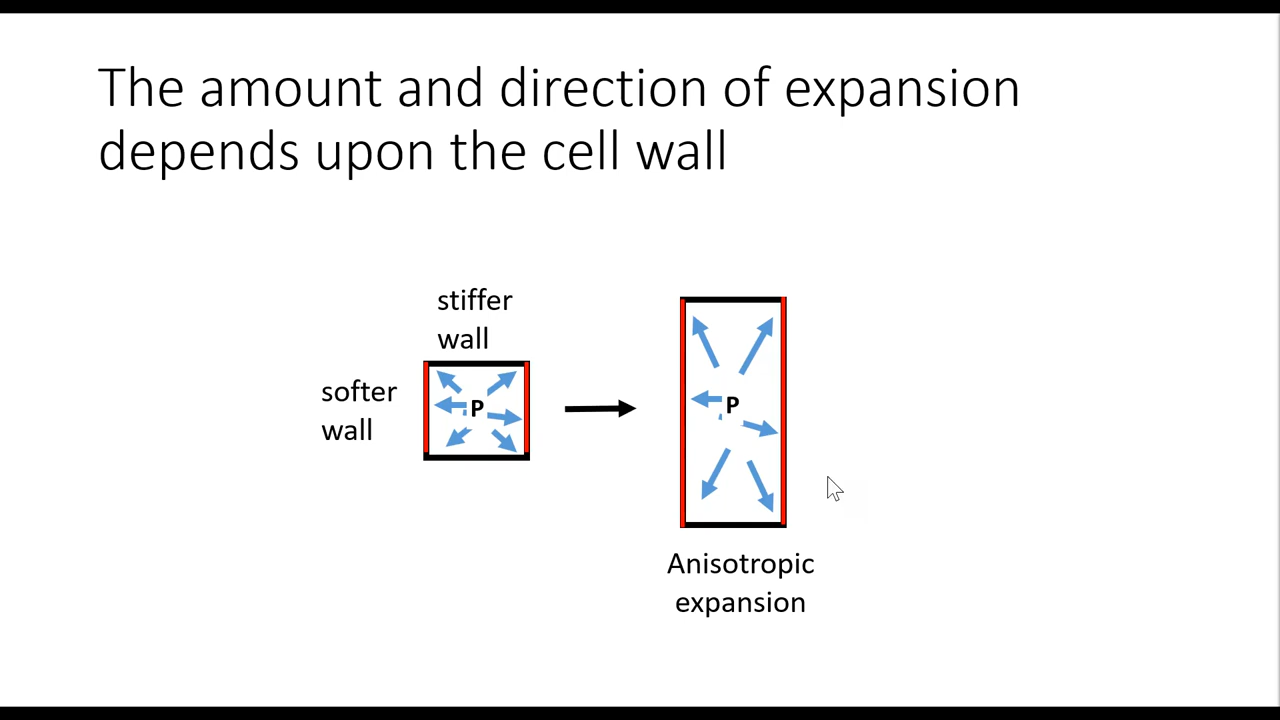 The amount and direction of expansion
depends upon the cell wall
stiffer
wall
softer
wall
P
P
Anisotropic
expansion